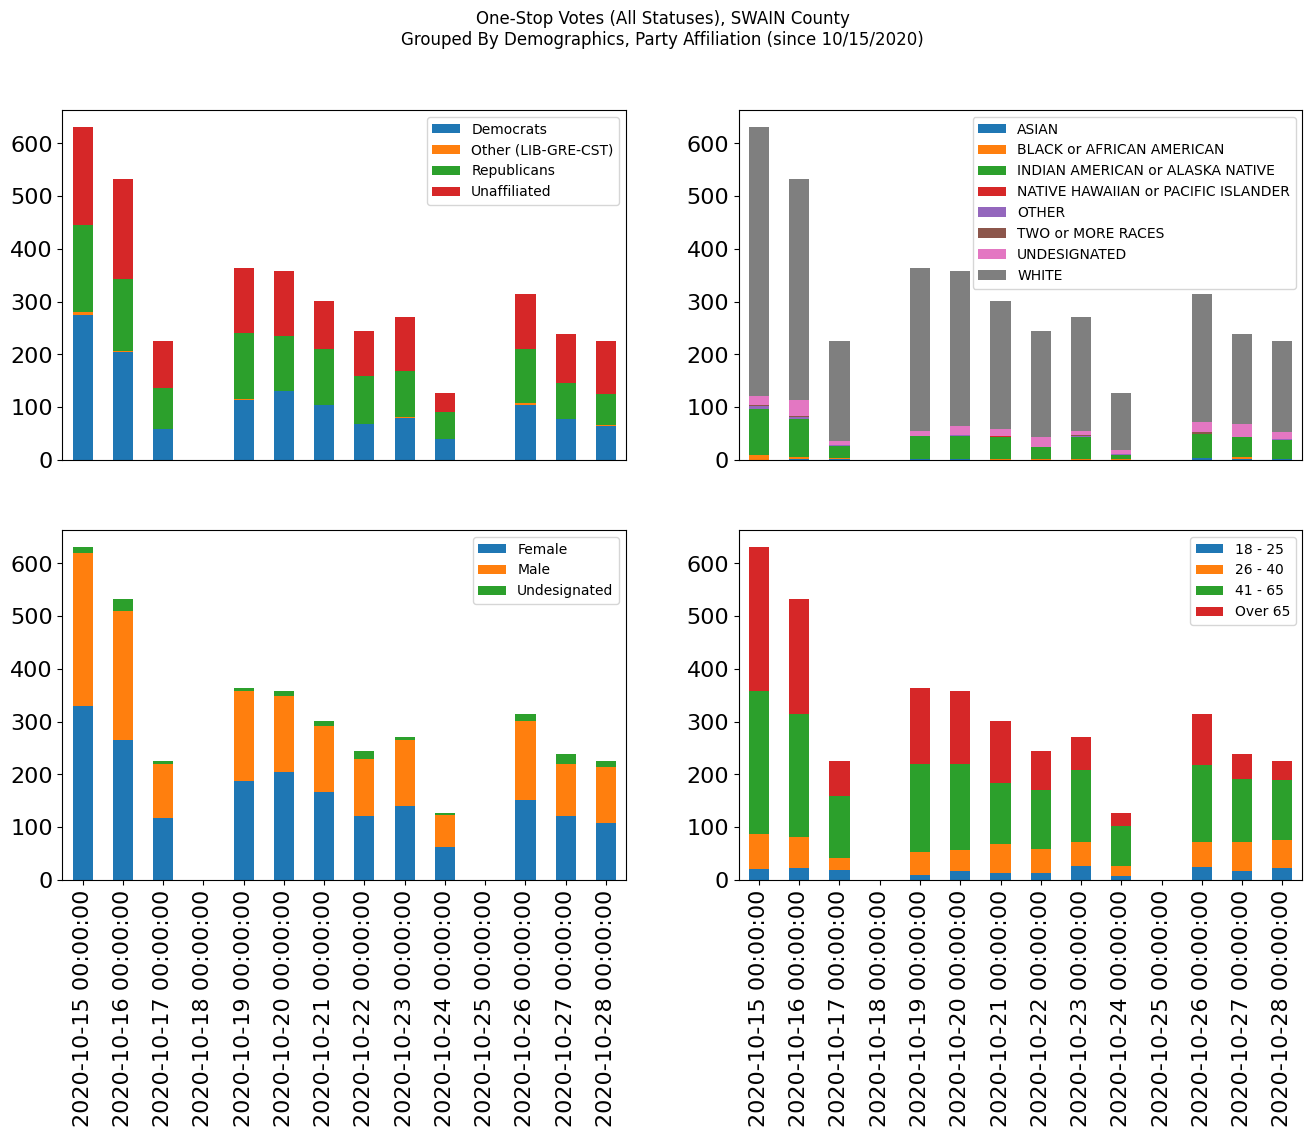 One-Stop Votes (All Statuses), SWAIN County
Grouped By Demographics, Party Affiliation (since 10/15/2020)
600
500
400
300
200
100
0
Democrats
Other (LIB-GRE-CST)
Republicans
Unaffiliated
600
500
400
300
200
100
0
ASIAN
BLACK or AFRICAN AMERICAN
INDIAN AMERICAN or ALASKA NATIVE
NATIVE HAWAIIAN or PACIFIC ISLANDER
OTHER
TWO or MORE RACES
UNDESIGNATED
WHITE
600
500
400
300
200
100
0
Female
Male
Undesignated
2020-10-15 00:00:00
2020-10-16 00:00:00
2020-10-17 00:00:00
2020-10-18 00:00:00
2020-10-19 00:00:00
2020-10-20 00:00:00
2020-10-21 00:00:00
2020-10-22 00:00:00
2020-10-23 00:00:00
2020-10-24 00:00:00
2020-10-25 00:00:00
2020-10-26 00:00:00
2020-10-27 00:00:00
2020-10-28 00:00:00
600
500
400
300
200
100
0
18 - 25
26 - 40
41 - 65
Over 65
2020-10-15 00:00:00
2020-10-16 00:00:00
2020-10-17 00:00:00
2020-10-18 00:00:00
2020-10-19 00:00:00
2020-10-20 00:00:00
2020-10-21 00:00:00
2020-10-22 00:00:00
2020-10-23 00:00:00
2020-10-24 00:00:00
2020-10-25 00:00:00
2020-10-26 00:00:00
2020-10-27 00:00:00
2020-10-28 00:00:00